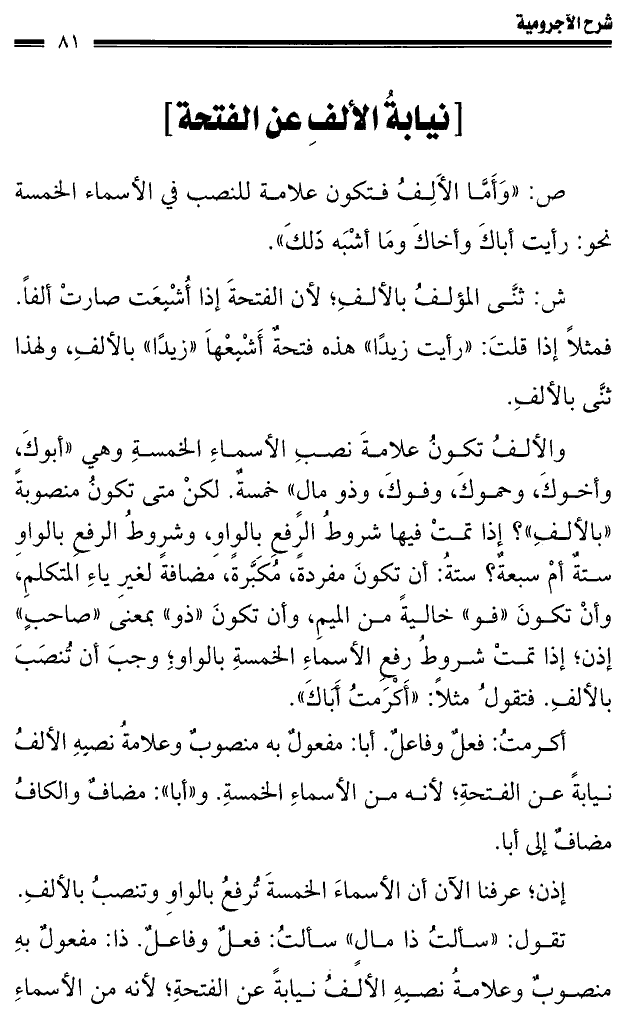 شرح الآجرومية
٨١
[نيابةُ الألفِ عن الفتحة]
ص: «وَأَمَّا الأَلِفُ فتكون علامة للنصب في الأسماء الخمسة
نحو: رأيت أباكَ وأخاكَ ومَا أشْبَه ذَلكَ».
ش: ثنَّى المؤلفُ بالألفِ؛ لأن الفتحةَ إذا أُشْبِعَت صارتْ ألفاً.
فمثلاً إذا قلتَ: «رأيت زيدًا» هذه فتحةٌ أَشْبِعْهاَ «زيدًا» بالألفِ، ولهذا
ثنَّى بالألفِ.
والألفُ تكونُ علامةَ نصبِ الأسماءِ الخمسةِ وهي «أبوكَ،
وأخوكَ، وحموكَ، وفوكَ، وذو مالٍ» خمسةٌ. لكنْ متى تكونُ منصوبةً
«بالألفِ»؟ إذا تمتْ فيها شروطُ الرفعِ بالواوِ، وشروطُ الرفعِ بالواوِ
ستةٌ أمْ سبعةٌ؟ ستةُ: أن تكونَ مفردةً، مُكَبَّرةً، مضافةً لغيرِ ياءِ المتكلمِ،
وأنْ تكونَ «فو» خاليةً من الميمِ، وأن تكونَ «ذو» بمعنى «صاحبٍ»
إذن؛ إذا تمتْ شروطُ رفعِ الأسماءِ الخمسةِ بالواوِ؛ وجبَ أن تُنصَبَ
بالألفِ. فتقولُ مثلاً: «أَكْرَمتُ أَبَاكَ».
أكرمتُ: فعلٌ وفاعلٌ. أبا: مفعولٌ به منصوبٌ وعلامةُ نصبِهِ الألفُ
نيابةً عن الفتحةِ؛ لأنه من الأسماءِ الخمسةِ. و«أبا»: مضافٌ والكافُ
مضافٌ إلى أبا.
إذن؛ عرفنا الآن أن الأسماءَ الخمسةَ تُرفعُ بالواوِ وتنصبُ بالألفِ.
تقول: «سألتُ ذا مالٍ» سألتُ: فعلٌ وفاعلٌ. ذا: مفعولٌ بهِ
منصوبٌ وعلامةُ نصبِهِ الألفُ نيابةً عن الفتحةِ؛ لأنه من الأسماءِ